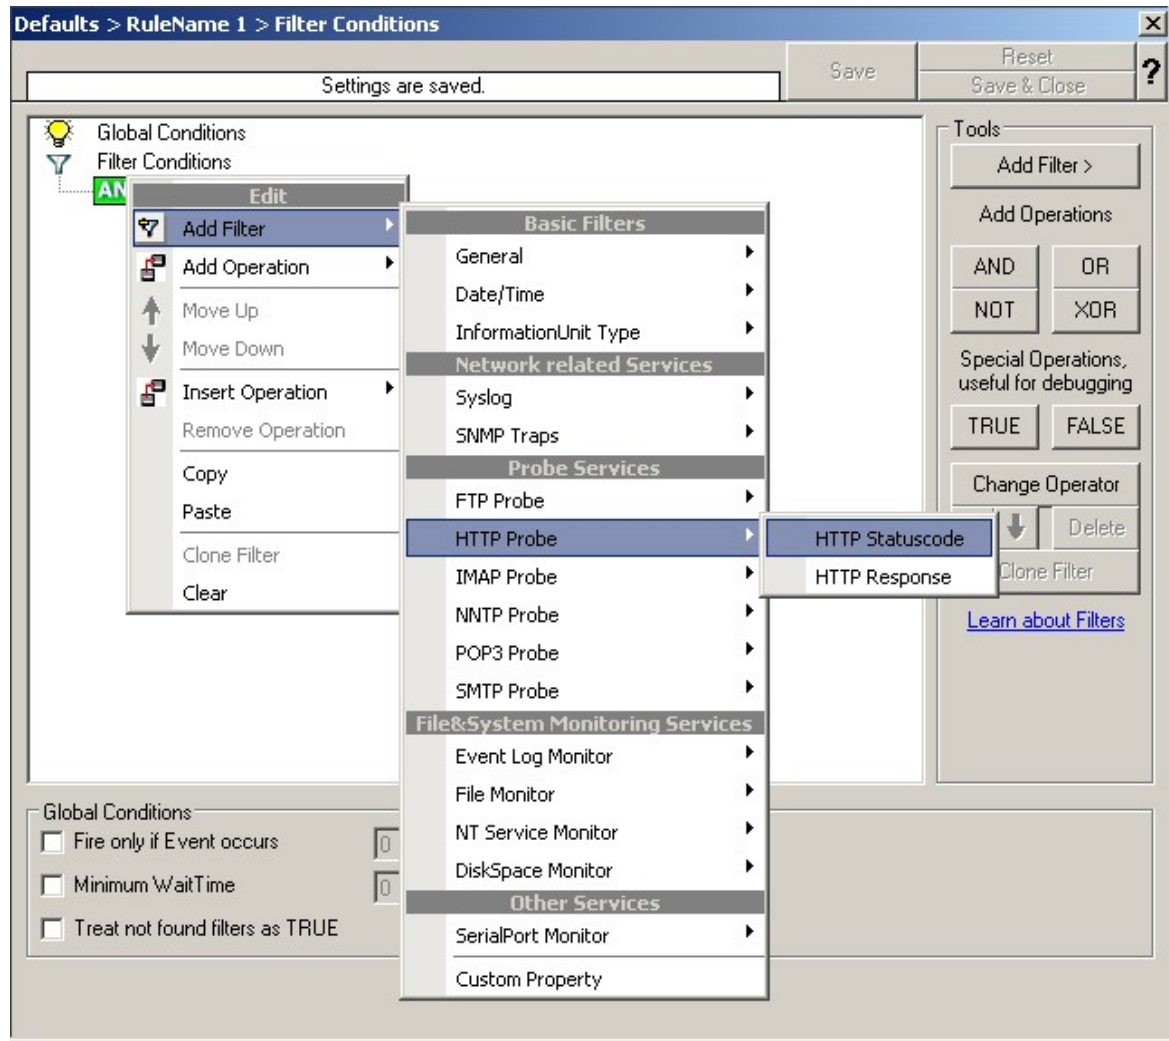 Defaults > RuleName 1 > Filter Conditions
Settings are saved.
Save
Reset
Save & Close
?
Global Conditions
Filter Conditions
AN
Edit
Add Filter
Add Operation
Move Up
Move Down
Insert Operation
Remove Operation
Copy
Paste
Clone Filter
Clear
Basic Filters
General
Date/Time
InformationUnit Type
Network related Services
Syslog
SNMP Traps
Probe Services
FTP Probe
HTTP Probe
IMAP Probe
NNTP Probe
POP3 Probe
SMTP Probe
File&System Monitoring Services
Event Log Monitor
File Monitor
NT Service Monitor
DiskSpace Monitor
Other Services
SerialPort Monitor
Custom Property
HTTP Statuscode
HTTP Response
Tools
Add Filter >
Add Operations
AND
OR
NOT
XOR
Special Operations,
useful for debugging
TRUE
FALSE
Change Operator
Delete
Clone Filter
Learn about Filters
Global Conditions
Fire only if Event occurs
0
Minimum WaitTime
0
Treat not found filters as TRUE